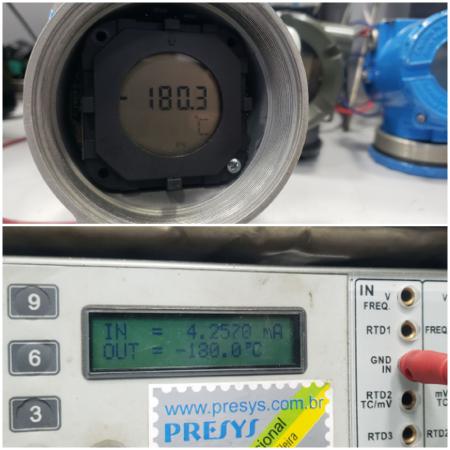 -180.3
°C
9
6
3
IN = 4.2570 mA
OUT = -180.0°C
www.presys.com.br
PRESYS
IN
V
FREQ.
RTD1
FREQ
GND
IN
RTD2
TC/mV
mV
TC
RTD3
RTD